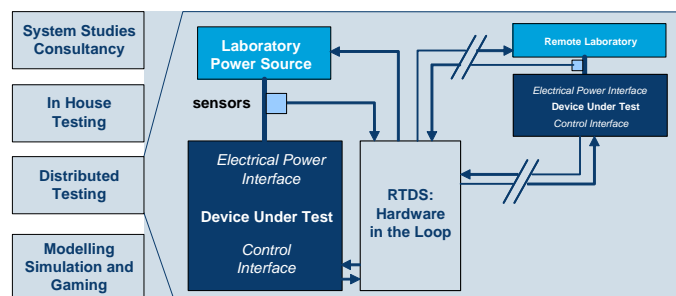 System Studies
Consultancy
In House
Testing
Distributed
Testing
Modelling
Simulation and
Gaming
Laboratory
Power Source
sensors
Electrical Power
Interface
Device Under Test
Control
Interface
RTDS:
Hardware
in the Loop
Remote Laboratory
Electrical Power Interface
Device Under Test
Control Interface